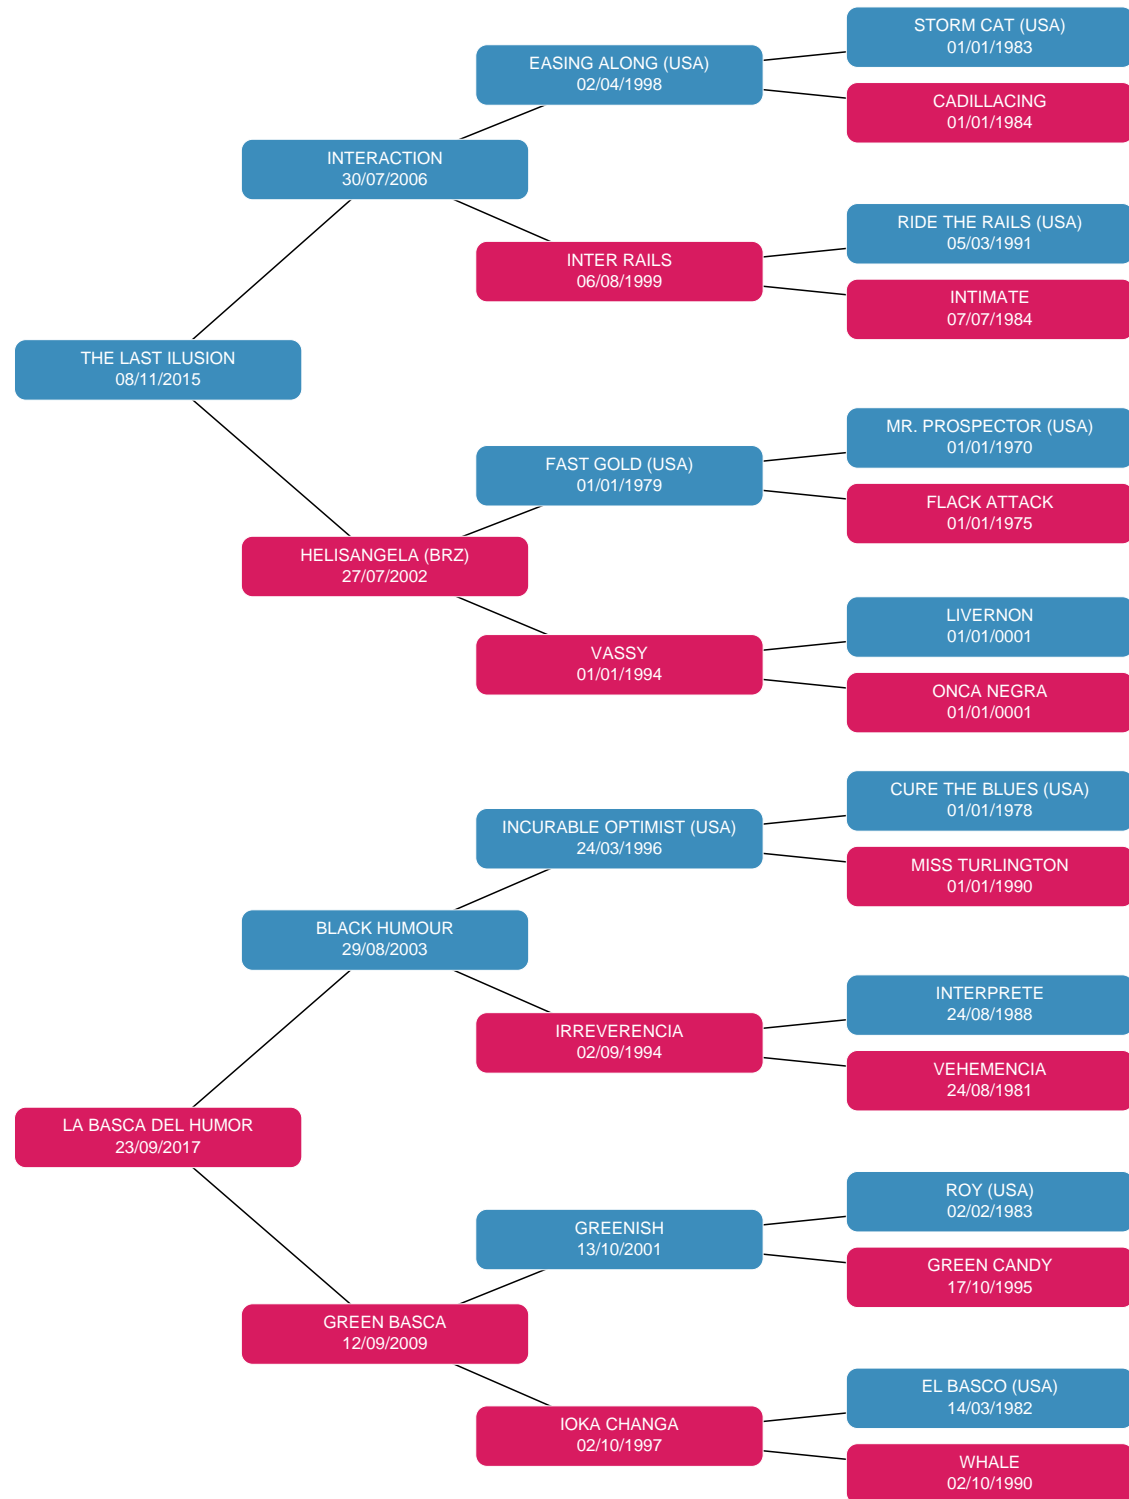 STORM CAT (USA)
01/01/1983
EASING ALONG (USA)
02/04/1998
CADILLACING
01/01/1984
INTERACTION
30/07/2006
RIDE THE RAILS (USA)
05/03/1991
INTER RAILS
06/08/1999
INTIMATE
07/07/1984
THE LAST ILUSION
08/11/2015
MR. PROSPECTOR (USA)
01/01/1970
FAST GOLD (USA)
01/01/1979
FLACK ATTACK
01/01/1975
HELISANGELA (BRZ)
27/07/2002
LIVERNON
01/01/0001
VASSY
01/01/1994
ONCA NEGRA
01/01/0001
CURE THE BLUES (USA)
01/01/1978
INCURABLE OPTIMIST (USA)
24/03/1996
MISS TURLINGTON
01/01/1990
BLACK HUMOUR
29/08/2003
INTERPRETE
24/08/1988
IRREVERENCIA
02/09/1994
VEHEMENCIA
24/08/1981
LA BASCA DEL HUMOR
23/09/2017
ROY (USA)
02/02/1983
GREENISH
13/10/2001
GREEN CANDY
17/10/1995
GREEN BASCA
12/09/2009
EL BASCO (USA)
14/03/1982
IOKA CHANGA
02/10/1997
WHALE
02/10/1990